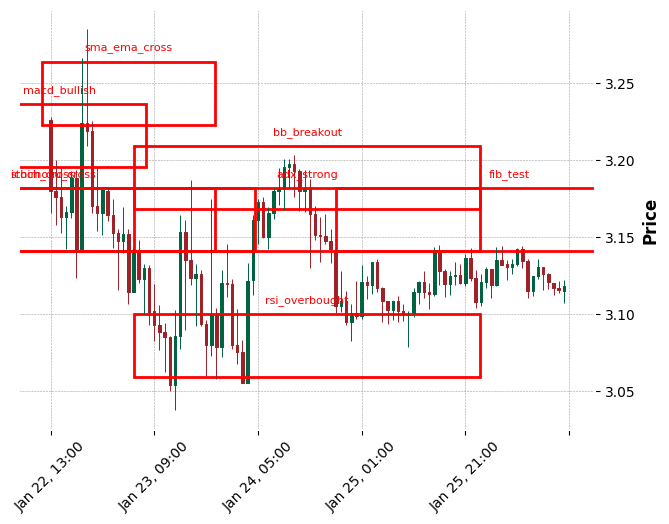 sma_ema_cross
macd_bullish
bb_breakout
adx_strong
fib_test
rsi_overbought
3.25
3.20
3.15
3.10
3.05
Price
Jan 22, 13:00
Jan 23, 09:00
Jan 24, 05:00
Jan 25, 01:00
Jan 25, 21:00